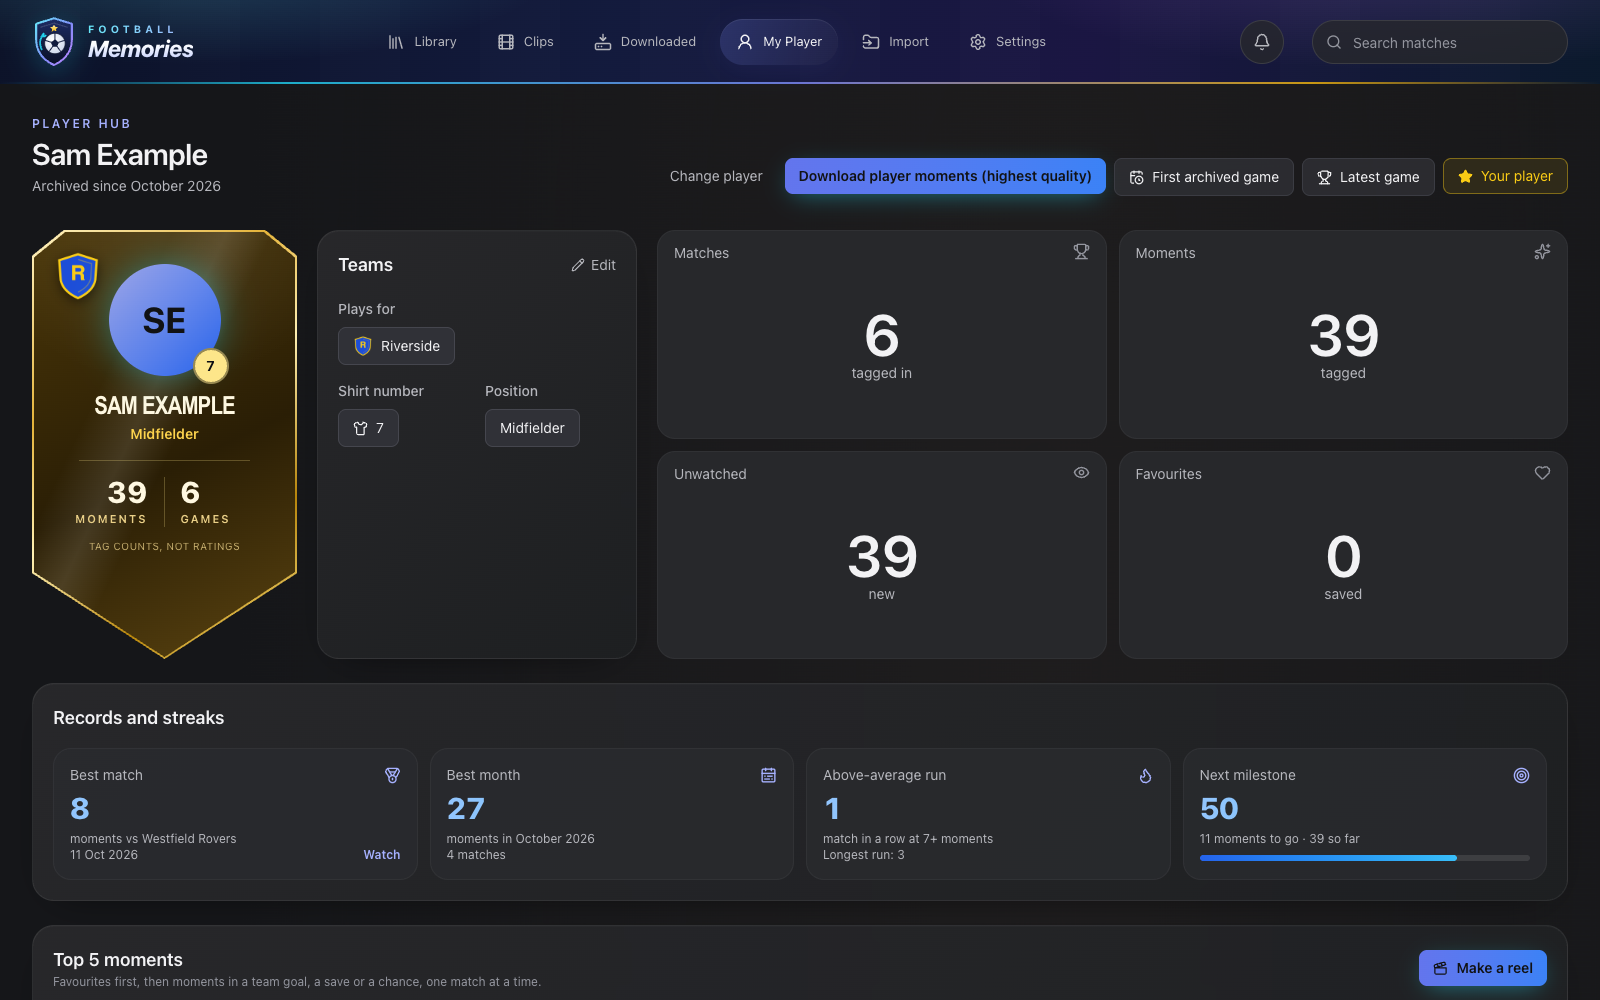 FOOTBALL
Memories
Library
Clips
Downloaded
My Player
Import
Settings
Search matches
PLAYER HUB
Sam Example
Archived since October 2026
Change player
Download player moments (highest quality)
First archived game
Latest game
Your player
R
SE
7
SAM EXAMPLE
Midfielder
39
MOMENTS
6
GAMES
TAG COUNTS, NOT RATINGS
Teams
Edit
Plays for
R
Riverside
Shirt number
7
Position
Midfielder
Matches
6
tagged in
Moments
39
tagged
Unwatched
39
new
Favourites
0
saved
Records and streaks
Best match
8
moments vs Westfield Rovers
11 Oct 2026
Watch
Best month
27
moments in October 2026
4 matches
Above-average run
1
match in a row at 7+ moments
Longest run: 3
Next milestone
50
11 moments to go · 39 so far
Top 5 moments
Favourites first, then moments in a team goal, a save or a chance, one match at a time.
Make a reel